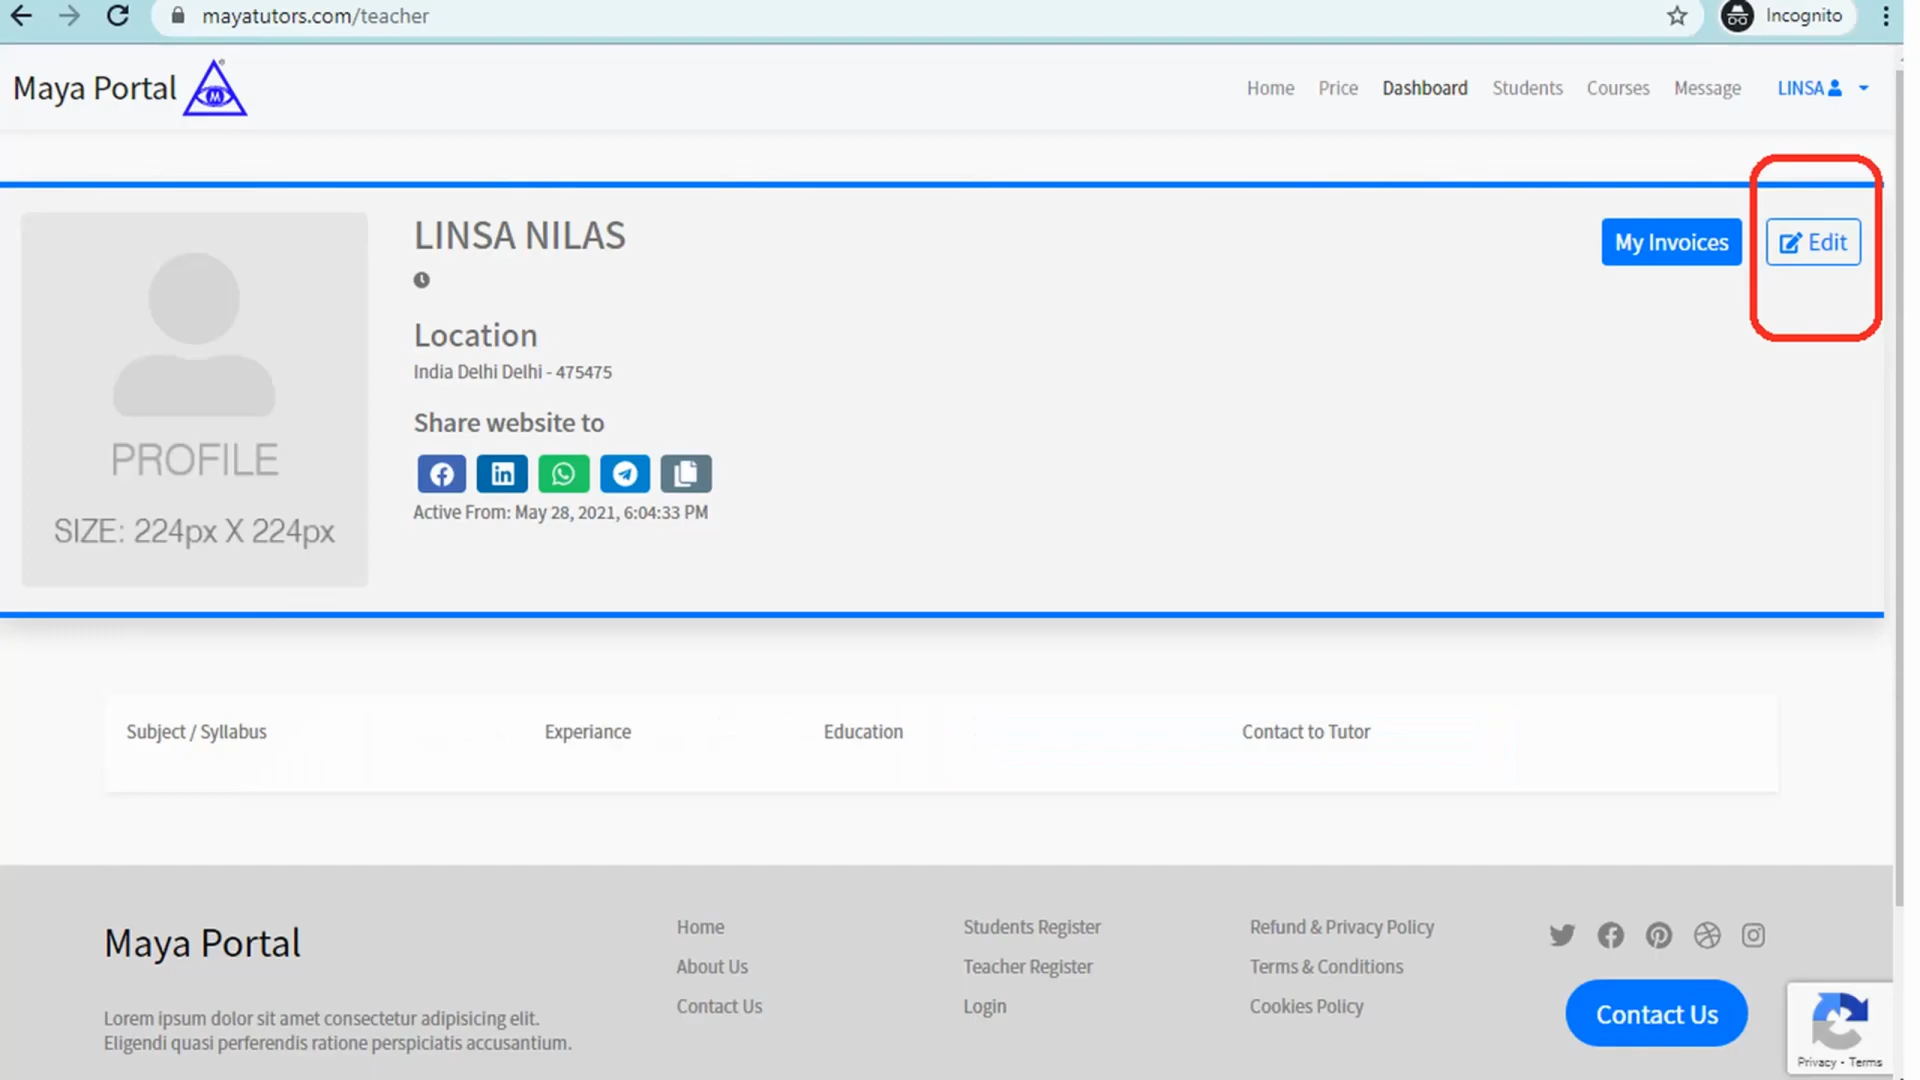 mayatutors.com/teacher
Incognito
Maya Portal
M
Home Price Dashboard Students Courses Message LINSA
LINSA NILAS
My Invoices
Edit
Location
India Delhi Delhi - 475475
Share website to
Active From: May 28, 2021, 6:04:33 PM
PROFILE
SIZE: 224px X 224px
Subject / Syllabus Experiance Education Contact to Tutor
Maya Portal
Lorem ipsum dolor sit amet consectetur adipisicing elit.
Eligendi quasi perferendis ratione perspiciatis accusantium.
Home
About Us
Contact Us
Students Register
Teacher Register
Login
Refund & Privacy Policy
Terms & Conditions
Cookies Policy
Contact Us
Privacy - Terms